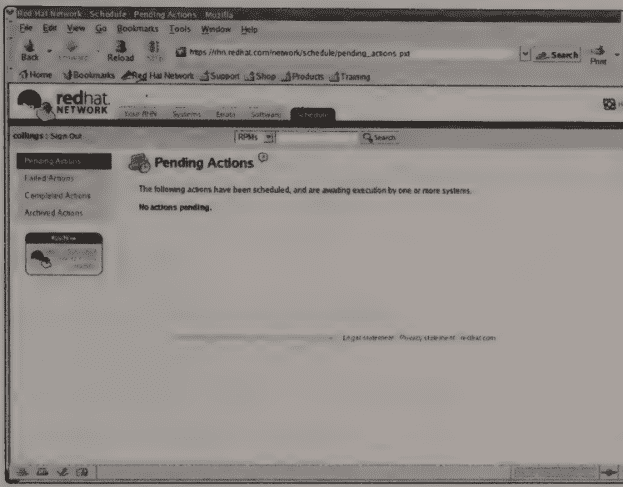 Red Hat Network - Schedule - Pending Actions - Mozilla
File Edit View Go Bookmarks Tools Window Help
Back Reload Stop https://rhn.redhat.com/network/schedule/pending_actions.pxt Search Print
Home Bookmarks Red Hat Network Support Shop Products Training
redhat.
NETWORK
Your RHN Systems Errata Software Schedule
collings : Sign Out RPMs Search
Pending Actions
Failed Actions
Completed Actions
Archived Actions
Buy Now
Pending Actions
The following actions have been scheduled, and are awaiting execution by one or more systems.
No actions pending.
Legal statement : Privacy statement : redhat.com